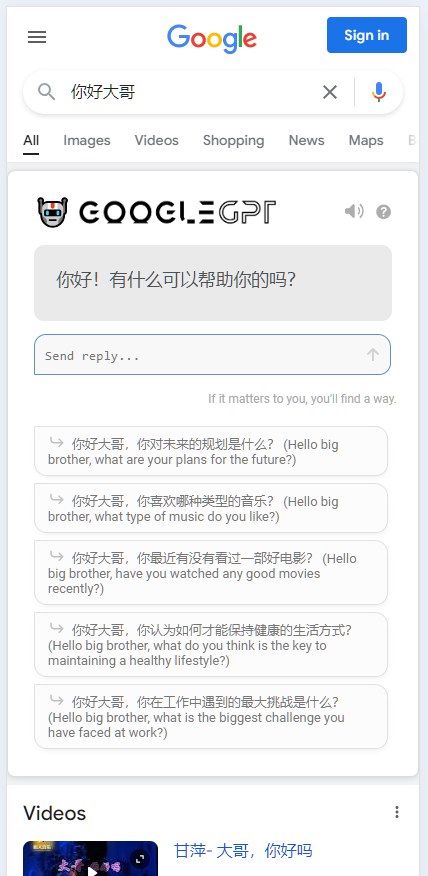 Google
Sign in
你好大哥
All Images Videos Shopping News Maps
GOOGLEGPT
你好！有什么可以帮助你的吗？
Send reply...
If it matters to you, you'll find a way.
你好大哥，你对未来的规划是什么？ (Hello big
brother, what are your plans for the future?)
你好大哥，你喜欢哪种类型的音乐？ (Hello big
brother, what type of music do you like?)
你好大哥，你最近有没有看过一部好电影？ (Hello
big brother, have you watched any good movies
recently?)
你好大哥，你认为如何才能保持健康的生活方式？
(Hello big brother, what do you think is the key to
maintaining a healthy lifestyle?)
你好大哥，你在工作中遇到的最大挑战是什么？
(Hello big brother, what is the biggest challenge you
have faced at work?)
Videos
甘萍- 大哥，你好吗